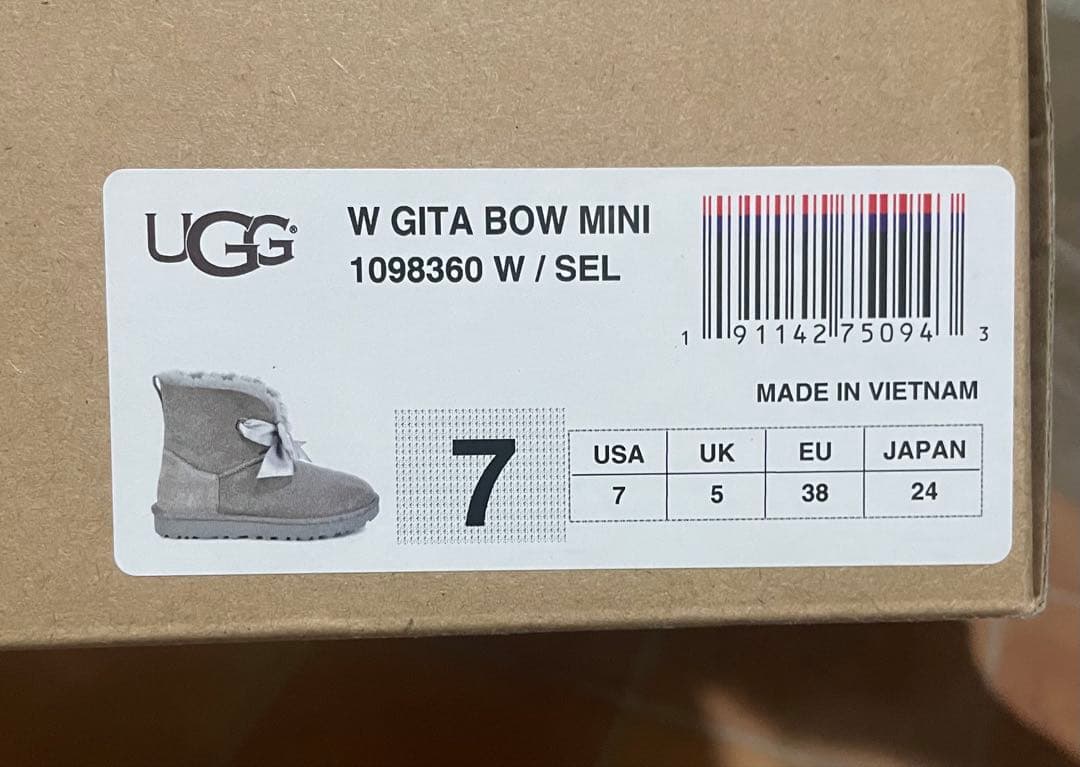 UGG®
W GITA BOW MINI
1098360 W / SEL
1 91142 75094 3
MADE IN VIETNAM
7
USA UK EU JAPAN
7 5 38 24